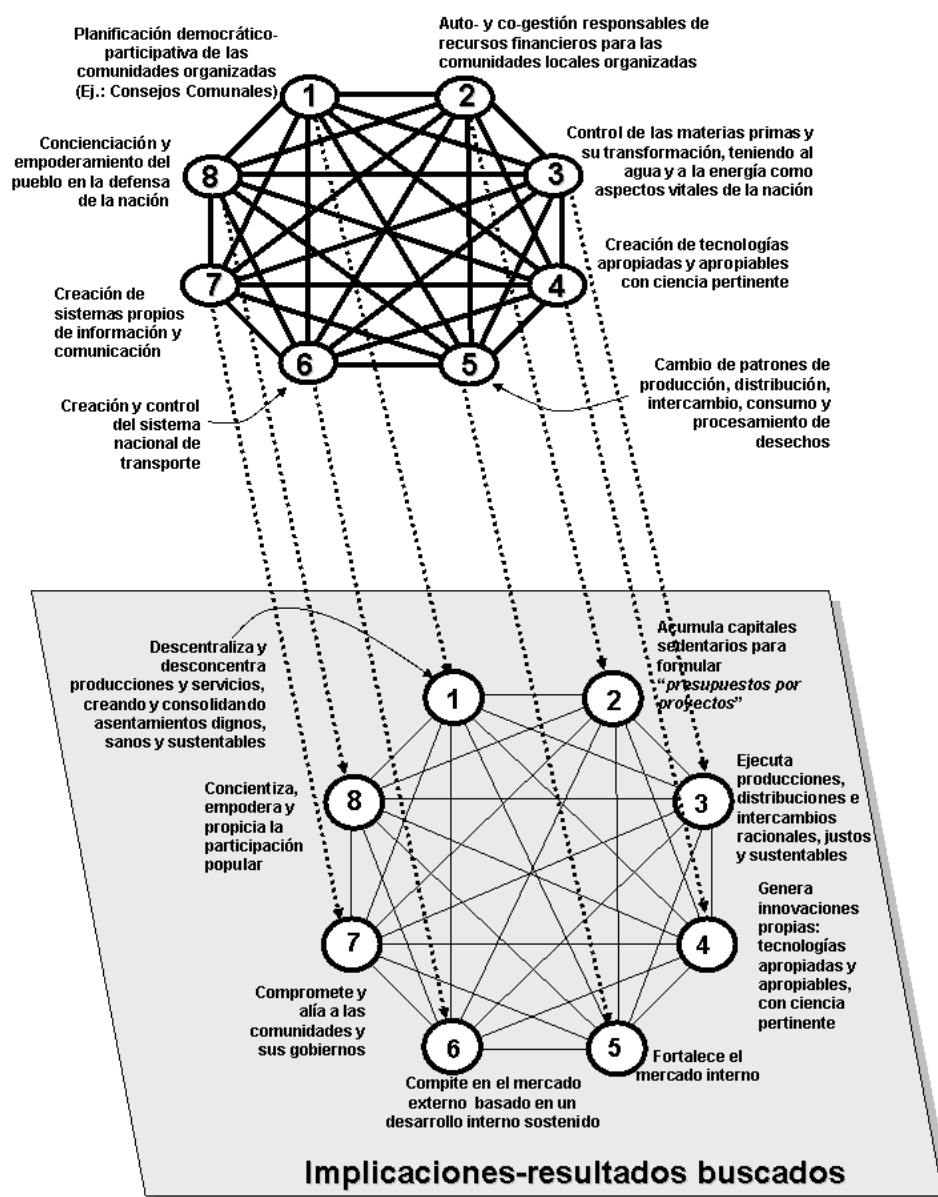 Planificación democrático-
participativa de las
comunidades organizadas
(Ej.: Consejos Comunales)
Auto- y co-gestión responsables de
recursos financieros para las
comunidades locales organizadas
1
2
Concienciación y
empoderamiento del
pueblo en la defensa
de la nación
8
3
Control de las materias primas y
su transformación, teniendo al
agua y a la energía como
aspectos vitales de la nación
7
4
Creación de tecnologías
apropiadas y apropiables
con ciencia pertinente
Creación de
sistemas propios
de información y
comunicación
6
5
Creación y control
del sistema
nacional de
transporte
Cambio de patrones de
producción, distribución,
intercambio, consumo y
procesamiento de
desechos
Descentraliza y
desconcentra
producciones y servicios,
creando y consolidando
asentamientos dignos,
sanos y sustentables
1
2
Acumula capitales
sedentarios para
formular
“presupuestos por
proyectos”
Concientiza,
empodera y
propicia la
participación
popular
8
3
Ejecuta
producciones,
distribuciones e
intercambios
racionales, justos
y sustentables
7
4
Genera
innovaciones
propias:
tecnologías
apropiadas y
apropiables,
con ciencia
pertinente
Compromete y
alía a las
comunidades y
sus gobiernos
6
5
Compite en el mercado
externo basado en un
desarrollo interno sostenido
Fortalece el
mercado interno
Implicaciones-resultados buscados